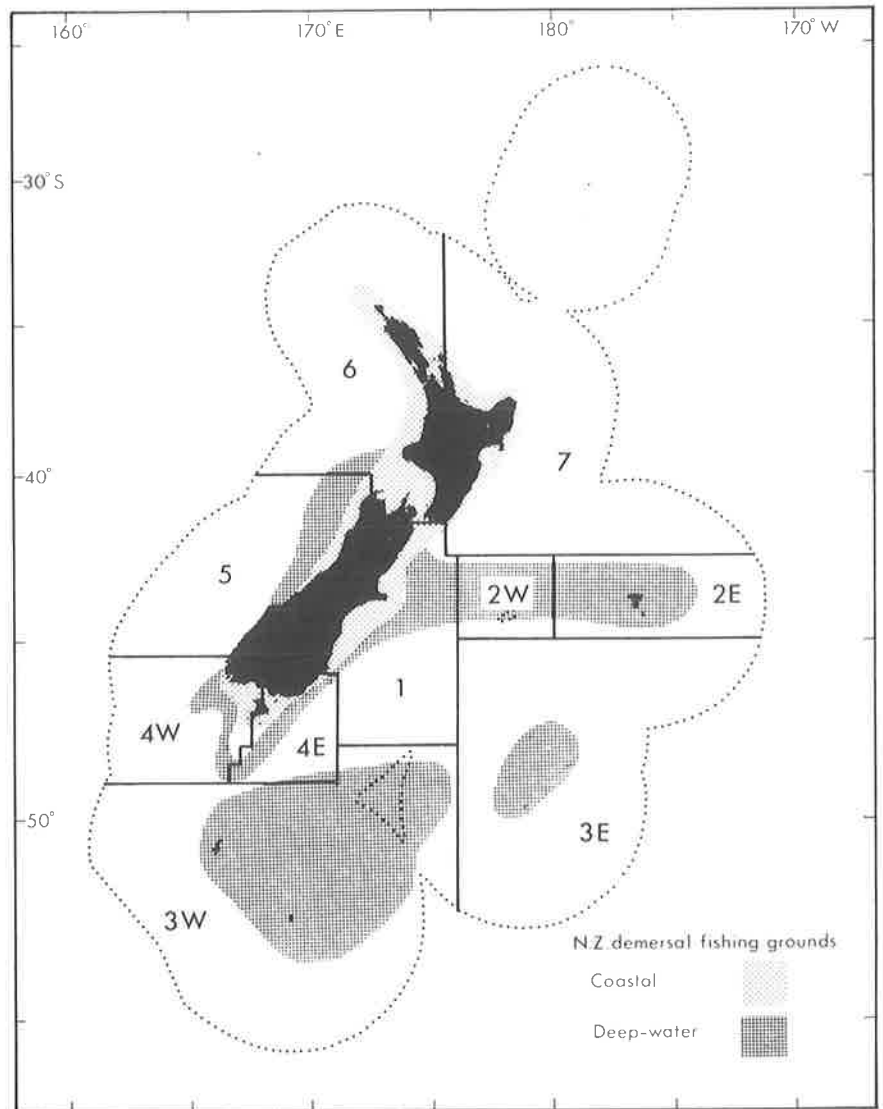 160° 170° E 180° 170° W
30° S
6
7
40°
5
2W 2E
1
4W 4E
50°
3E
3W
N.Z. demersal fishing grounds
Coastal
Deep-water